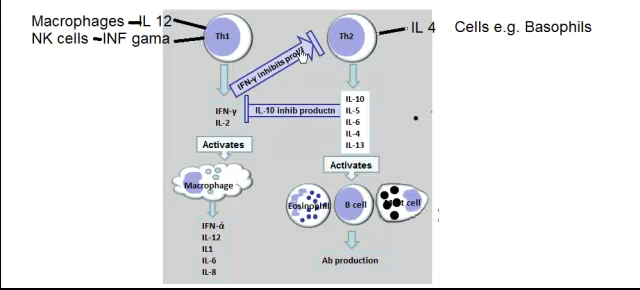 Macrophages IL 12
NK cells INF gama
Th1
Th2
IL 4
Cells e.g. Basophils
IFN-γ inhibits
IL-10 inhib productn
IFN-γ
IL-2
IL-10
IL-5
IL-6
IL-4
IL-13
Activates
Activates
Macrophage
Eosinophil
B cell
cell
IFN-α
IL-12
IL1
IL-6
IL-8
Ab production